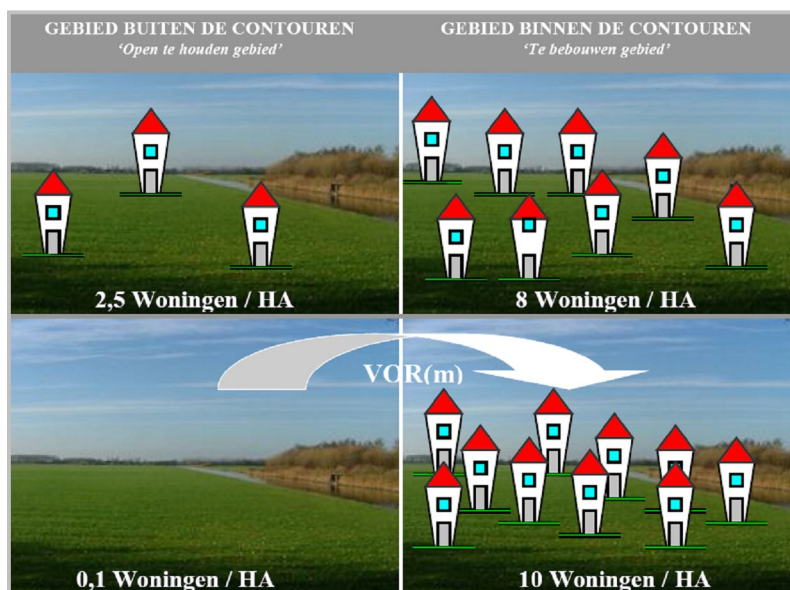 GEBIED BUITEN DE CONTOUREN
'Open te houden gebied'
GEBIED BINNEN DE CONTOUREN
'Te bebouwen gebied'
2,5 Woningen / HA
8 Woningen / HA
VOR(m)
0,1 Woningen / HA
10 Woningen / HA